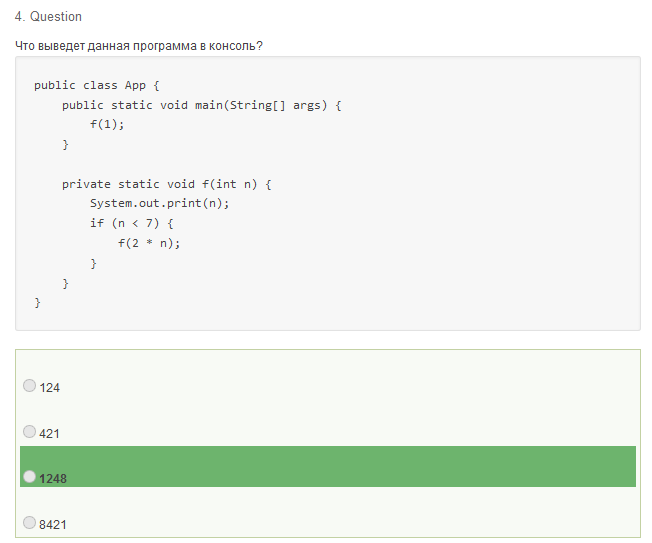 4. Question
Что выведет данная программа в консоль?
public class App {
    public static void main(String[] args) {
        f(1);
    }

    private static void f(int n) {
        System.out.print(n);
        if (n < 7) {
            f(2 * n);
        }
    }
}
124
421
1248
8421